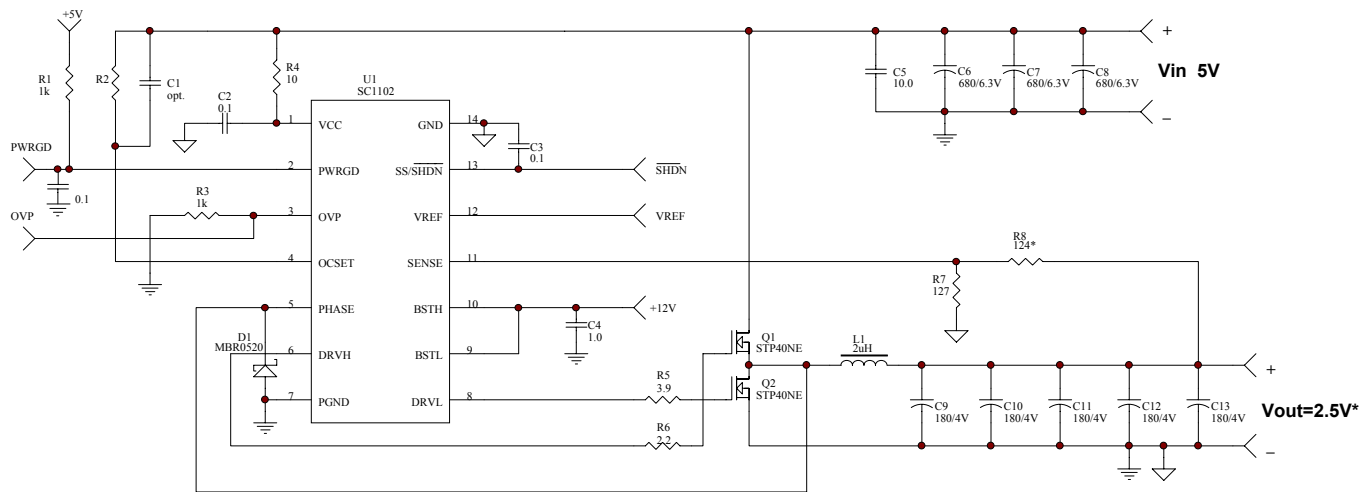 +5V
R1
1k
R2
C1
opt.
R4
10
C2
0.1
U1
SC1102
C5
10.0
C6
680/6.3V
C7
680/6.3V
C8
680/6.3V
+
Vin 5V
_
1
VCC
GND
14
C3
0.1
PWRGD
0.1
2
PWRGD
SS/SHDN
13
SHDN
OVP
R3
1k
3
OVP
VREF
12
VREF
4
OCSET
SENSE
11
R8
124*
R7
127
5
PHASE
BSTH
10
+12V
C4
1.0
D1
MBR0520
6
DRVH
BSTL
9
7
PGND
DRVL
8
R5
3.9
R6
2.2
Q1
STP40NE
Q2
STP40NE
L1
2uH
C9
180/4V
C10
180/4V
C11
180/4V
C12
180/4V
C13
180/4V
+
Vout=2.5V*
_